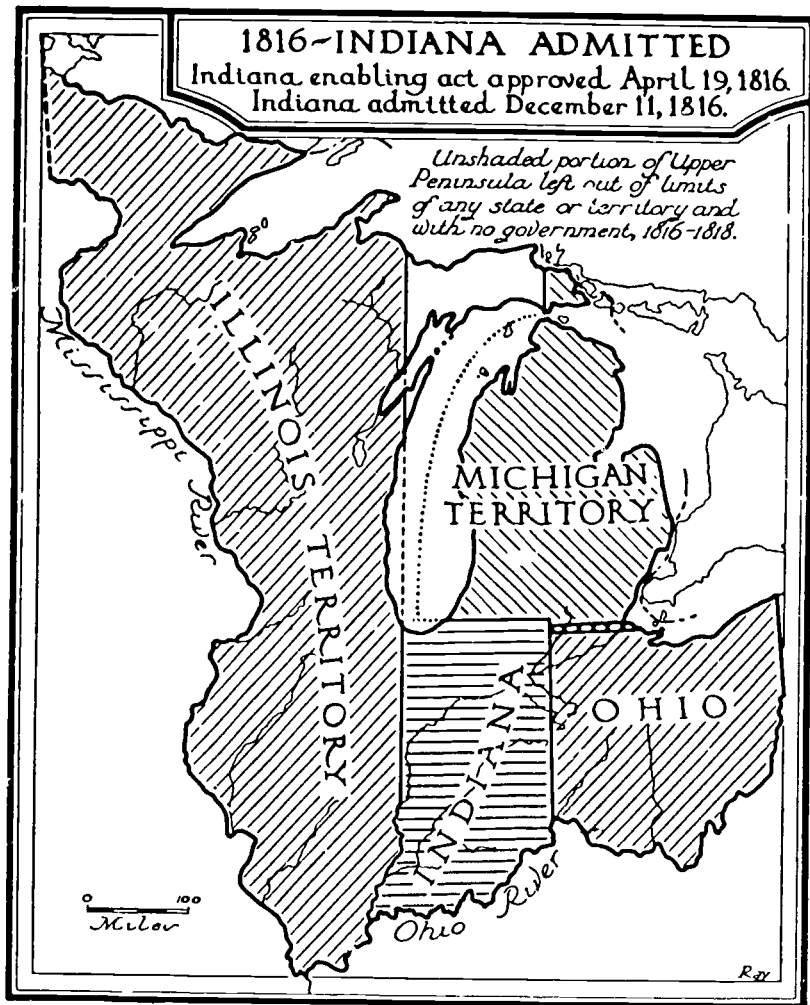 1816~INDIANA ADMITTED
Indiana enabling act approved April 19, 1816.
Indiana admitted December 11, 1816.
Unshaded portion of Upper
Peninsula left out of limits
of any state or territory and
with no government, 1816-1818.
Mississippi River
ILLINOIS TERRITORY
MICHIGAN
TERRITORY
INDIANA
OHIO
0 100
Miles
Ohio River